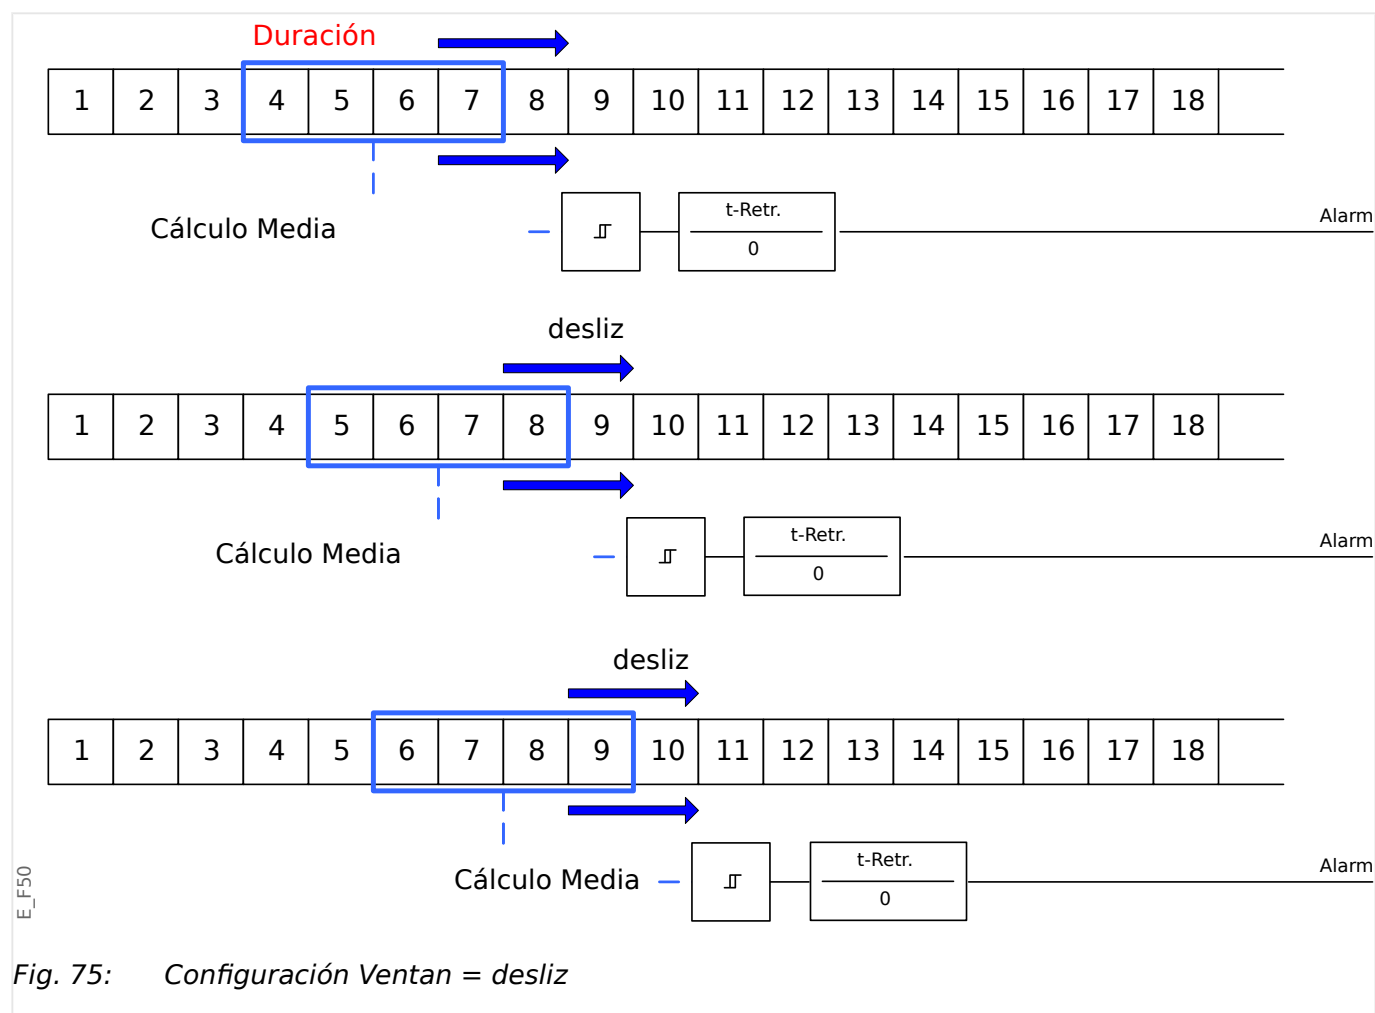 Duración
1 2 3 4 5 6 7 8 9 10 11 12 13 14 15 16 17 18
t-Retr.
Alarm
Cálculo Media
0
desliz
1 2 3 4 5 6 7 8 9 10 11 12 13 14 15 16 17 18
t-Retr.
Alarm
Cálculo Media
0
desliz
1 2 3 4 5 6 7 8 9 10 11 12 13 14 15 16 17 18
t-Retr.
Alarm
Cálculo Media
0
E_F50
Fig. 75: Configuración Ventan = desliz